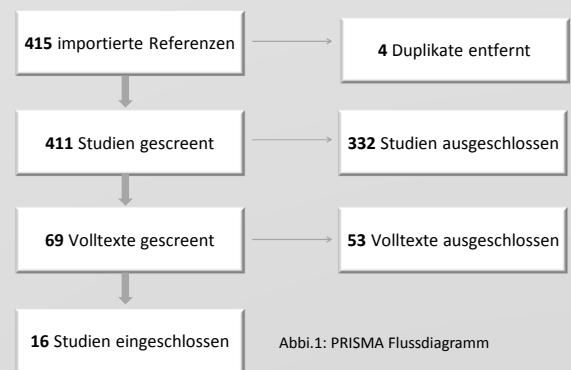 415 importierte Referenzen
4 Duplikate entfernt
411 Studien gescreent
332 Studien ausgeschlossen
69 Volltexte gescreent
53 Volltexte ausgeschlossen
16 Studien eingeschlossen
Abbi.1: PRISMA Flussdiagramm